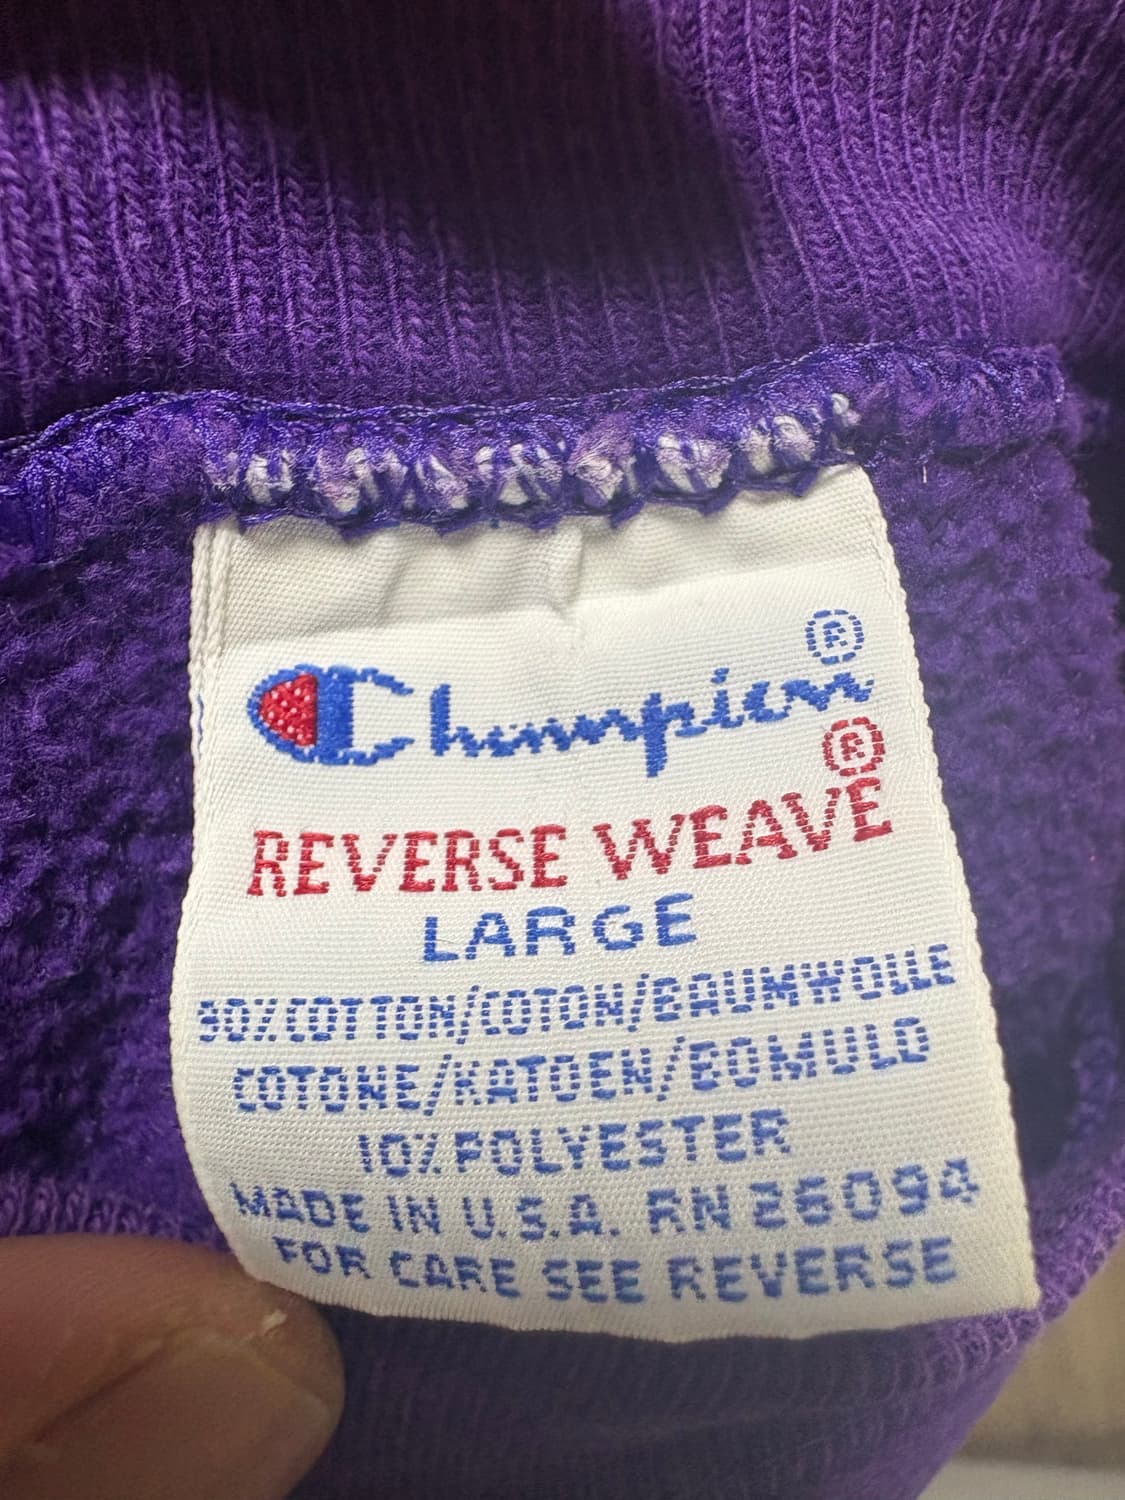 Champion®
REVERSE WEAVE®
LARGE
90% COTTON/COTON/BAUMWOLLE
COTONE/KATOEN/BOMULD
10% POLYESTER
MADE IN U.S.A. RN 26094
FOR CARE SEE REVERSE